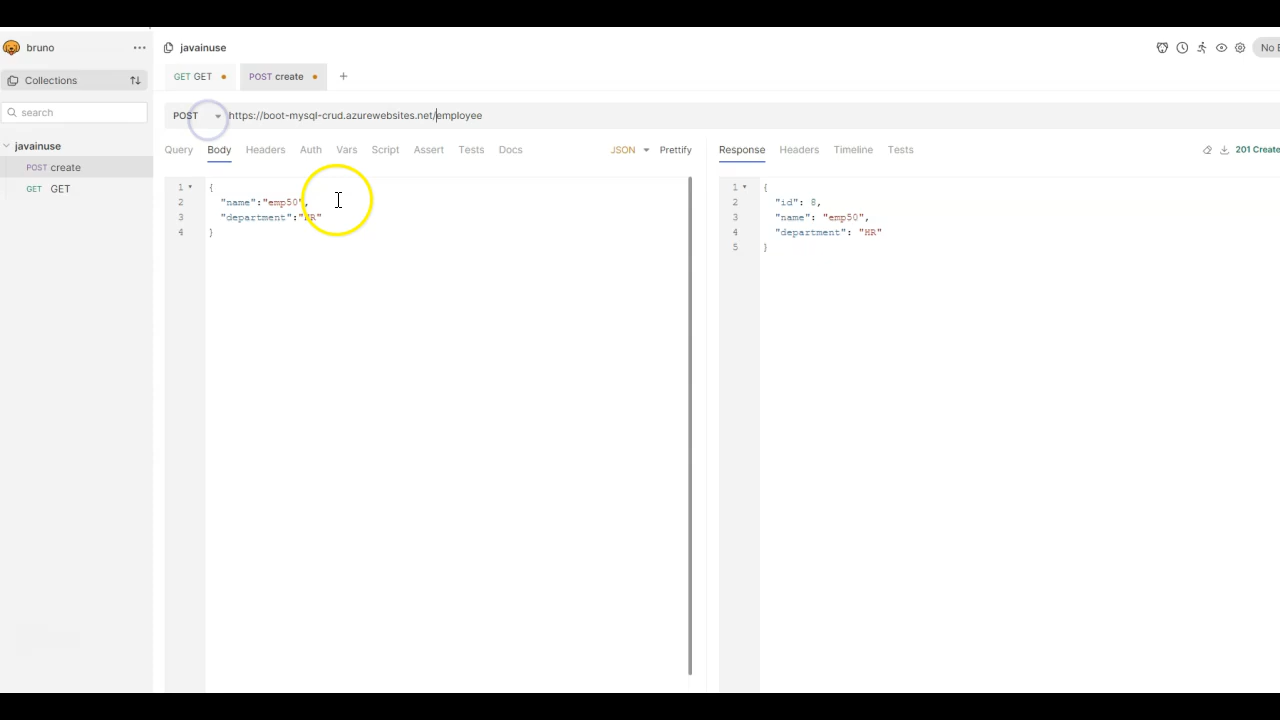 bruno
javainuse
No E
Collections
GET GET
POST create
search
POST
https://boot-mysql-crud.azurewebsites.net/employee
javainuse
POST create
GET GET
Query Body Headers Auth Vars Script Assert Tests Docs JSON Prettify
Response Headers Timeline Tests 201 Create
1 {
2 "name":"emp50",
3 "department":"HR"
4 }
1 {
2 "id": 8,
3 "name": "emp50",
4 "department": "HR"
5 }